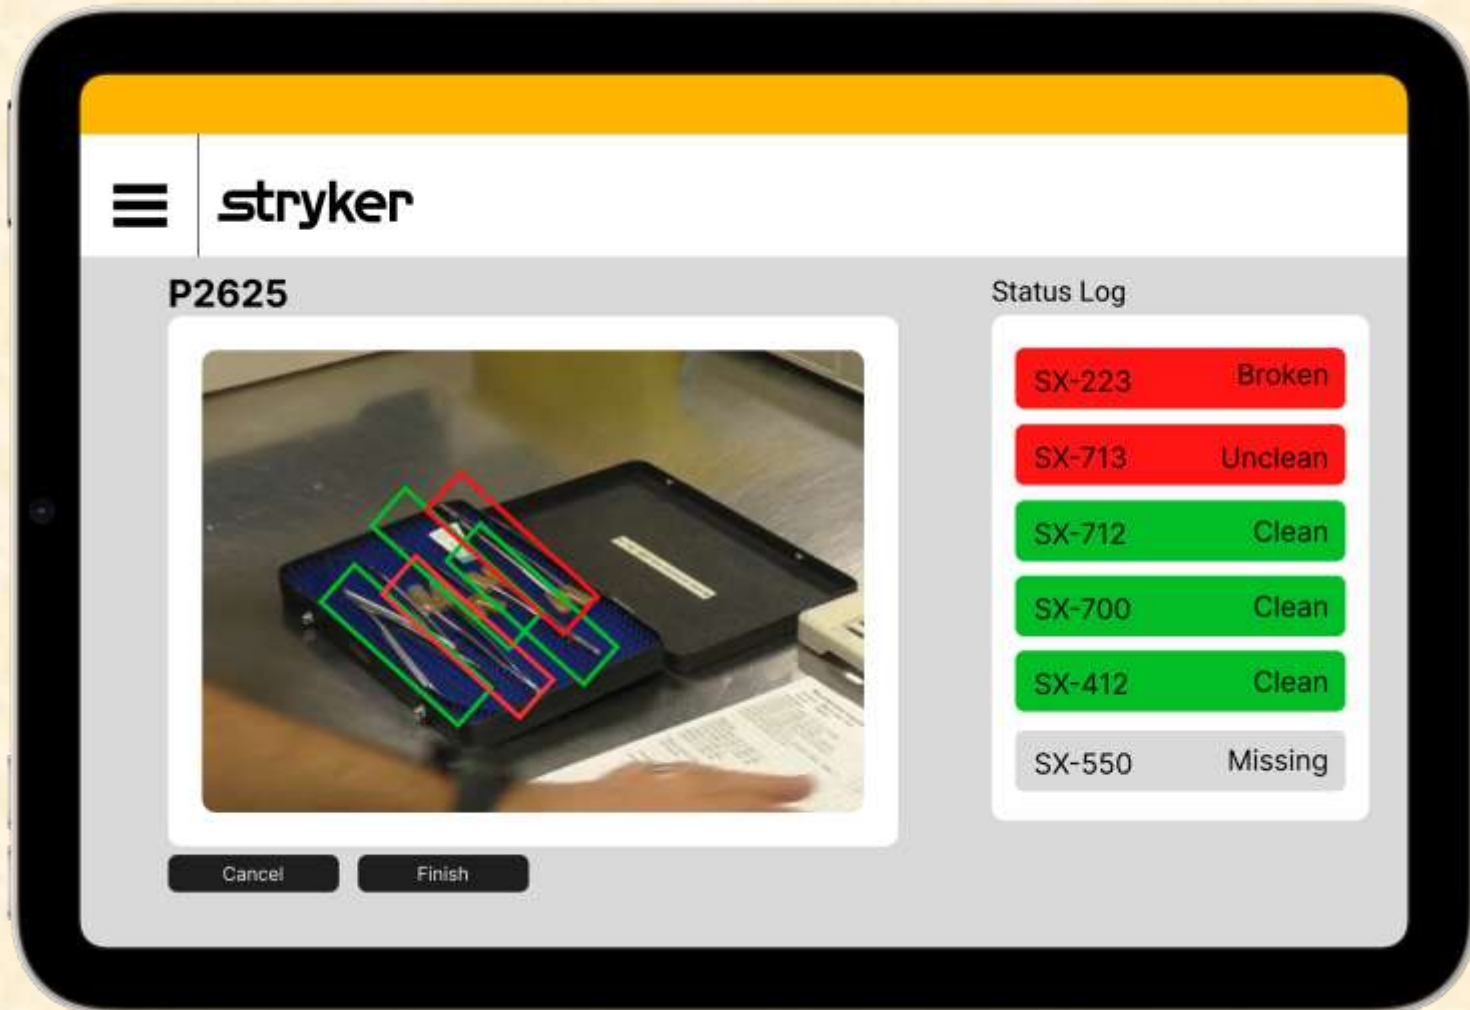 stryker
P2625
Status Log
SX-223 Broken
SX-713 Unclean
SX-712 Clean
SX-700 Clean
SX-412 Clean
SX-550 Missing
Cancel Finish